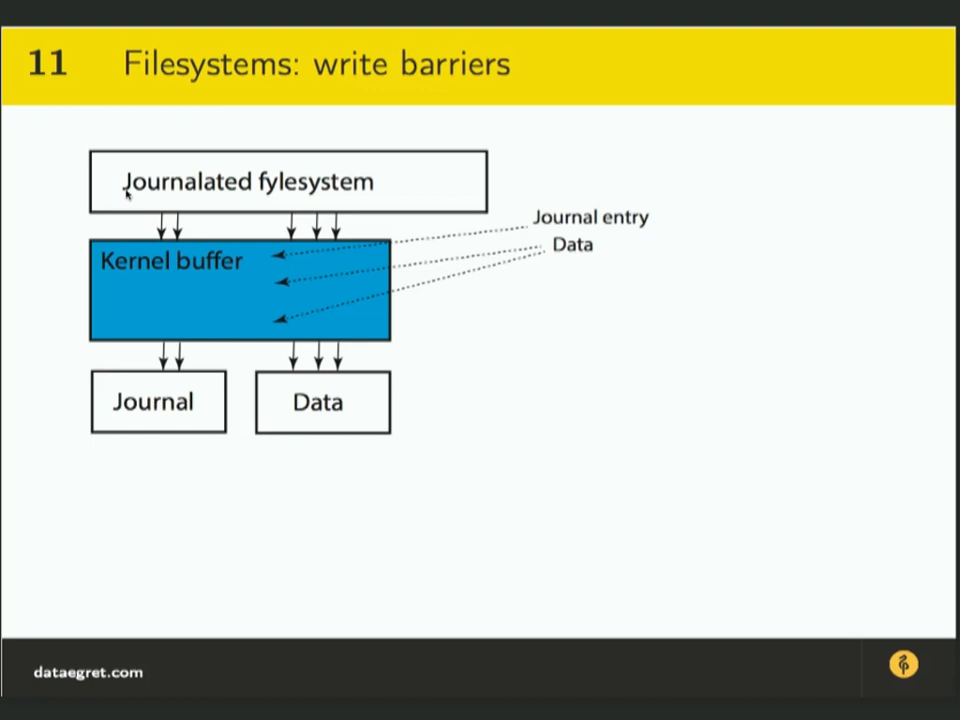 11 Filesystems: write barriers
Journalated fylesystem
Journal entry
Data
Kernel buffer
Journal
Data
dataegret.com